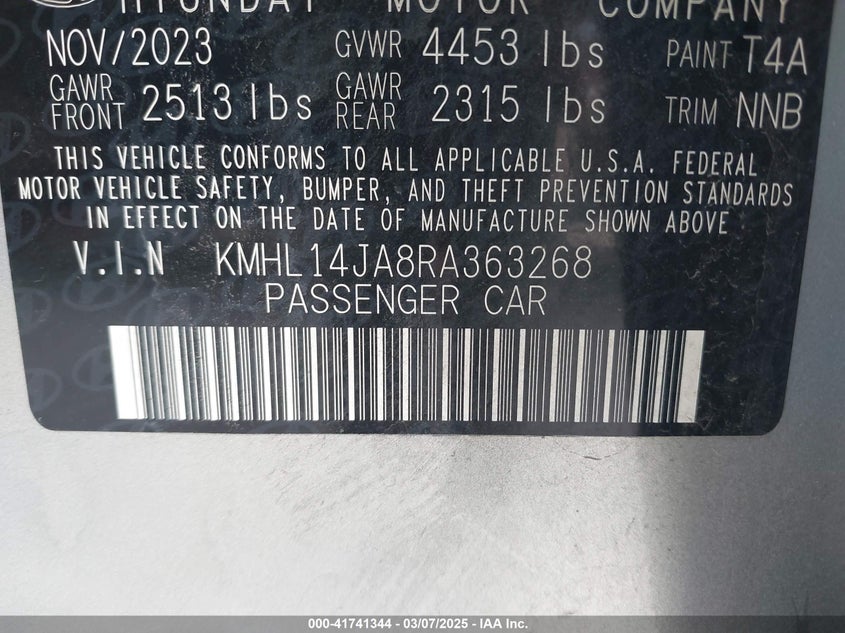 HYUNDAI MOTOR COMPANY
NOV/2023 GVWR 4453 lbs PAINT T4A
GAWR FRONT 2513 lbs GAWR REAR 2315 lbs TRIM NNB
THIS VEHICLE CONFORMS TO ALL APPLICABLE U.S.A. FEDERAL
MOTOR VEHICLE SAFETY, BUMPER, AND THEFT PREVENTION STANDARDS
IN EFFECT ON THE DATE OF MANUFACTURE SHOWN ABOVE
V.I.N KMHL14JA8RA363268
PASSENGER CAR
000-41741344 - 03/07/2025 - IAA Inc.